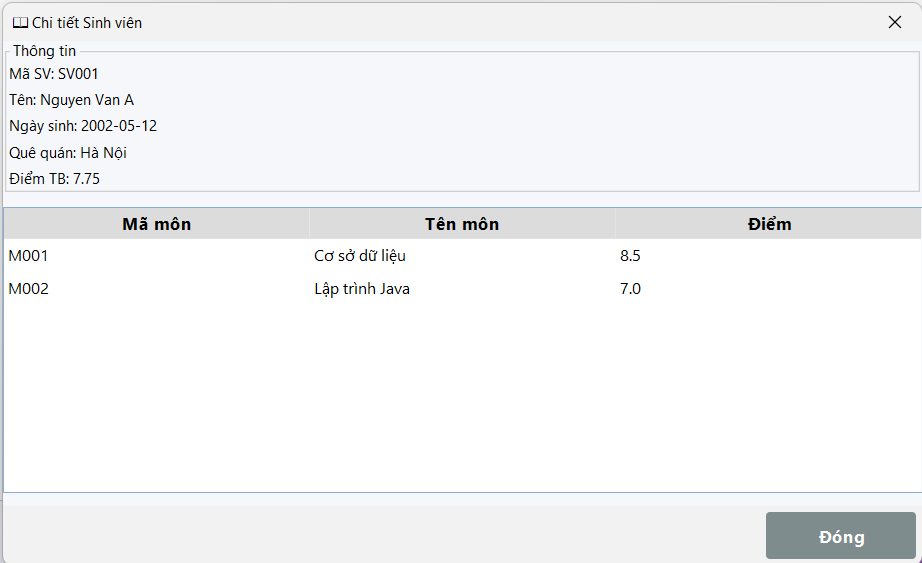 Chi tiết Sinh viên
Thông tin
Mã SV: SV001
Tên: Nguyen Van A
Ngày sinh: 2002-05-12
Quê quán: Hà Nội
Điểm TB: 7.75
Mã môn Tên môn Điểm
M001 Cơ sở dữ liệu 8.5
M002 Lập trình Java 7.0
Đóng